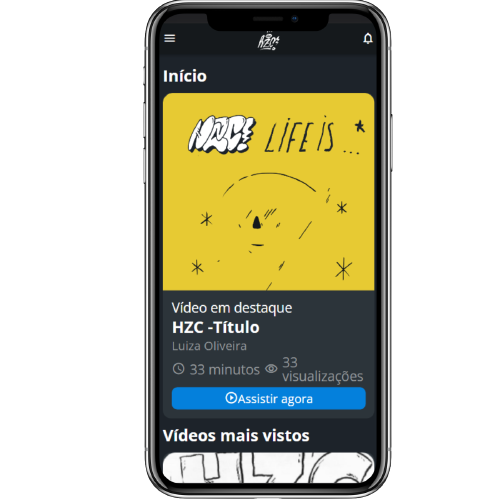 HZC!
Início
HZC! LIFE is ...
Vídeo em destaque
HZC -Título
Luiza Oliveira
33 minutos
33
visualizações
Assistir agora
Vídeos mais vistos
HZC